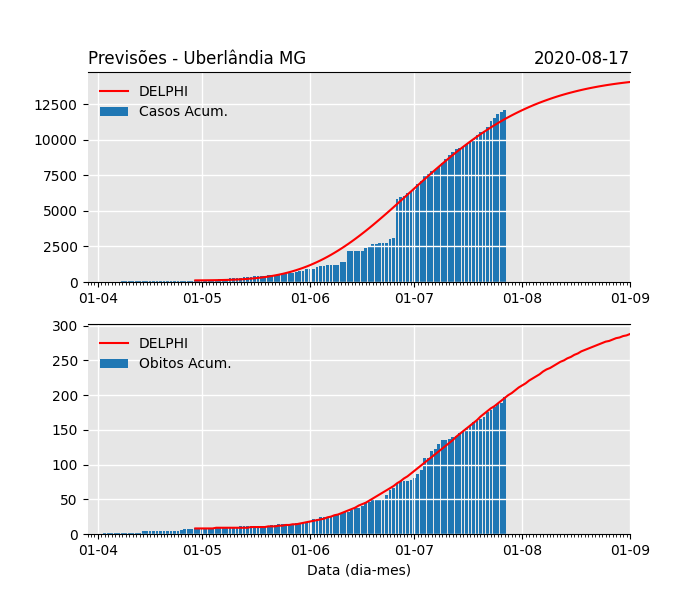 Previsões - Uberlândia MG 2020-08-17
DELPHI
Casos Acum.
12500
10000
7500
5000
2500
0
01-04 01-05 01-06 01-07 01-08 01-09
DELPHI
Obitos Acum.
300
250
200
150
100
50
0
01-04 01-05 01-06 01-07 01-08 01-09
Data (dia-mes)